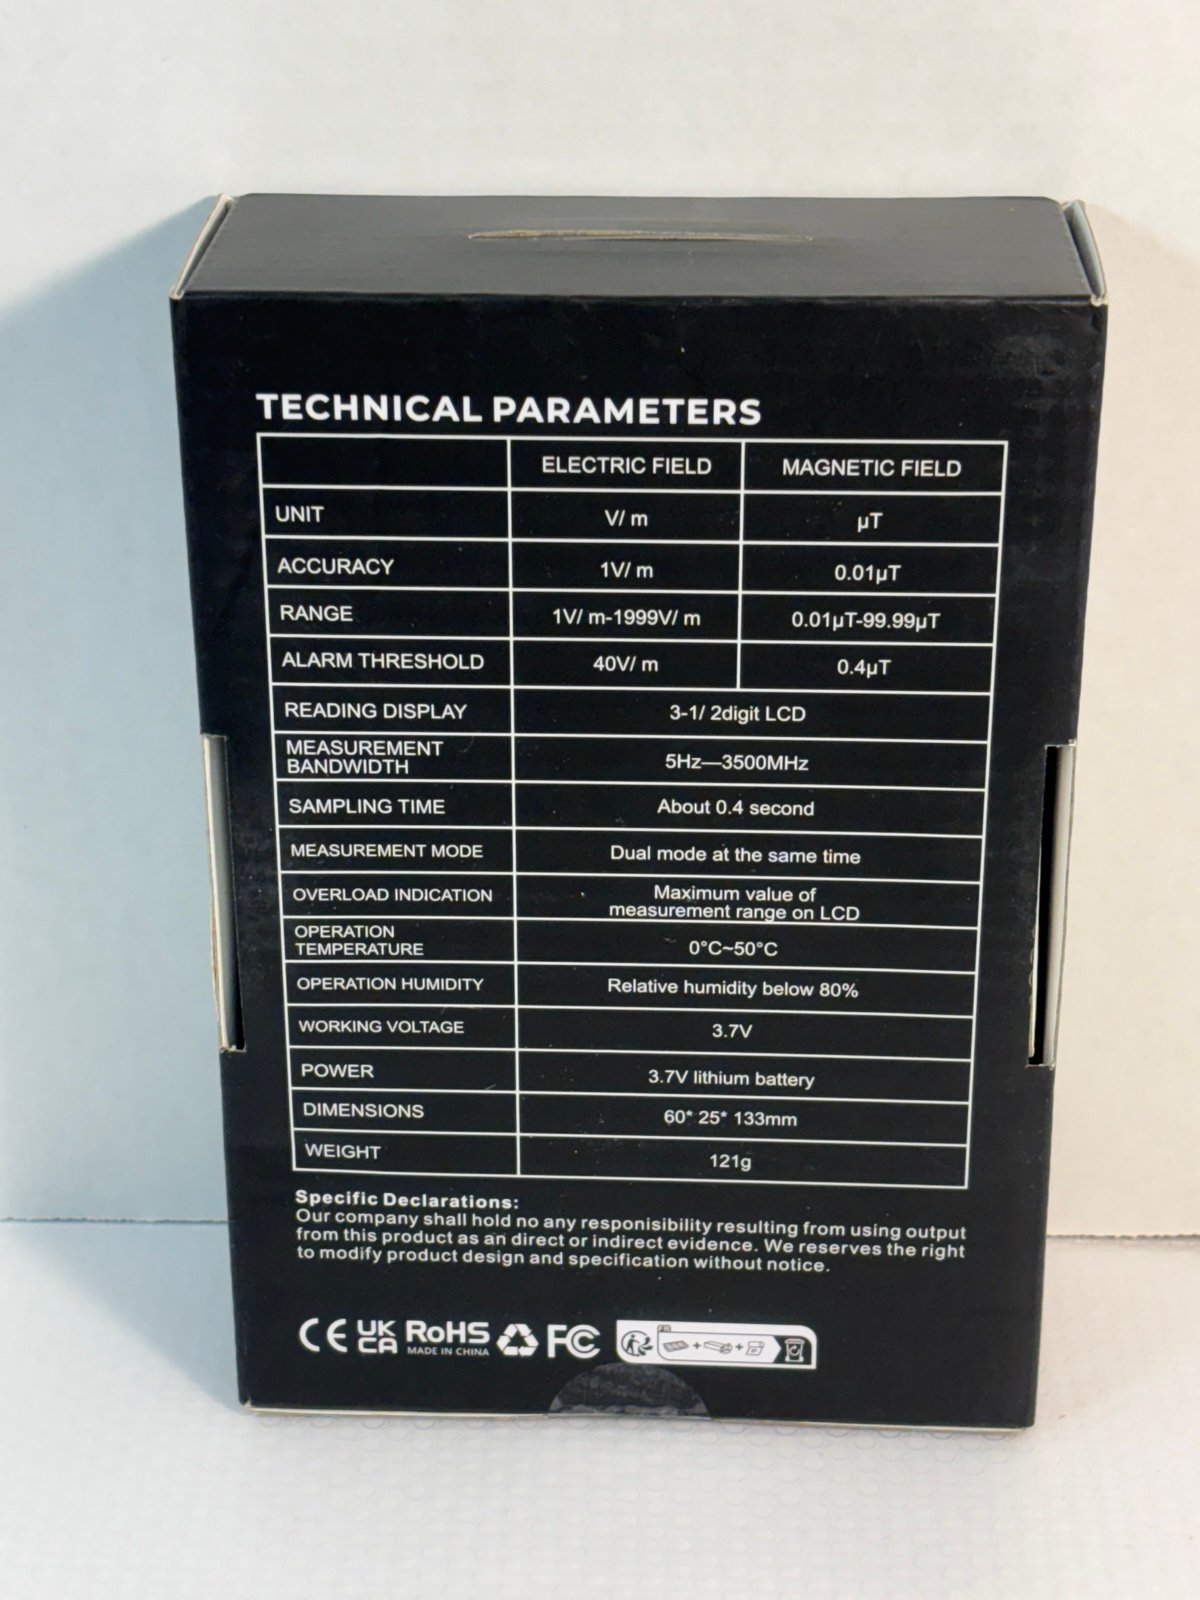 TECHNICAL PARAMETERS
ELECTRIC FIELD MAGNETIC FIELD
UNIT V/ m µT
ACCURACY 1V/ m 0.01µT
RANGE 1V/ m-1999V/ m 0.01µT-99.99µT
ALARM THRESHOLD 40V/ m 0.4µT
READING DISPLAY 3-1/ 2digit LCD
MEASUREMENT
BANDWIDTH
5Hz—3500MHz
SAMPLING TIME About 0.4 second
MEASUREMENT MODE Dual mode at the same time
OVERLOAD INDICATION
Maximum value of
measurement range on LCD
OPERATION
TEMPERATURE
0°C~50°C
OPERATION HUMIDITY Relative humidity below 80%
WORKING VOLTAGE 3.7V
POWER 3.7V lithium battery
DIMENSIONS 60* 25* 133mm
WEIGHT 121g
Specific Declarations:
Our company shall hold no any responisibility resulting from using output
from this product as an direct or indirect evidence. We reserves the right
to modify product design and specification without notice.
CE UK CA RoHS FC FR
MADE IN CHINA